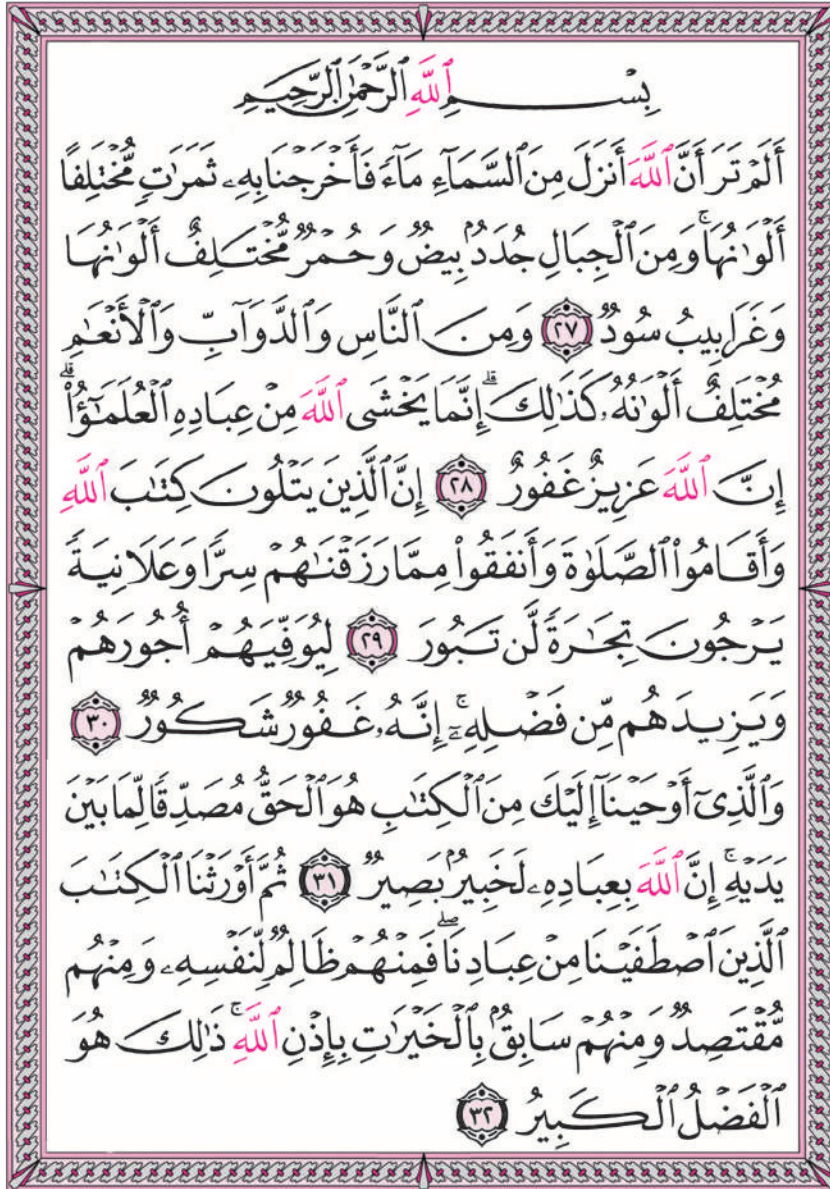 بِسْمِ ٱللَّهِ ٱلرَّحْمَٰنِ ٱلرَّحِيمِ
أَلَمْ تَرَ أَنَّ ٱللَّهَ أَنزَلَ مِنَ ٱلسَّمَآءِ مَآءً فَأَخْرَجْنَا بِهِۦ ثَمَرَٰتٍ مُّخْتَلِفًا
أَلْوَٰنُهَا ۚ وَمِنَ ٱلْجِبَالِ جُدَدٌۢ بِيضٌ وَحُمْرٌ مُّخْتَلِفٌ أَلْوَٰنُهَا
وَغَرَابِيبُ سُودٌ ٢٧ وَمِنَ ٱلنَّاسِ وَٱلدَّوَآبِّ وَٱلْأَنْعَٰمِ
مُخْتَلِفٌ أَلْوَٰنُهُۥ كَذَٰلِكَ ۗ إِنَّمَا يَخْشَى ٱللَّهَ مِنْ عِبَادِهِ ٱلْعُلَمَٰٓؤُا۟ ۗ
إِنَّ ٱللَّهَ عَزِيزٌ غَفُورٌ ٢٨ إِنَّ ٱلَّذِينَ يَتْلُونَ كِتَٰبَ ٱللَّهِ
وَأَقَامُوا۟ ٱلصَّلَوٰةَ وَأَنفَقُوا۟ مِمَّا رَزَقْنَٰهُمْ سِرًّا وَعَلَانِيَةً
يَرْجُونَ تِجَٰرَةً لَّن تَبُورَ ٢٩ لِيُوَفِّيَهُمْ أُجُورَهُمْ
وَيَزِيدَهُم مِّن فَضْلِهِۦٓ ۚ إِنَّهُۥ غَفُورٌ شَكُورٌ ٣٠
وَٱلَّذِىٓ أَوْحَيْنَآ إِلَيْكَ مِنَ ٱلْكِتَٰبِ هُوَ ٱلْحَقُّ مُصَدِّقًا لِّمَا بَيْنَ
يَدَيْهِ ۗ إِنَّ ٱللَّهَ بِعِبَادِهِۦ لَخَبِيرٌۢ بَصِيرٌ ٣١ ثُمَّ أَوْرَثْنَا ٱلْكِتَٰبَ
ٱلَّذِينَ ٱصْطَفَيْنَا مِنْ عِبَادِنَا ۖ فَمِنْهُمْ ظَالِمٌ لِّنَفْسِهِۦ وَمِنْهُم
مُّقْتَصِدٌ وَمِنْهُمْ سَابِقٌۢ بِٱلْخَيْرَٰتِ بِإِذْنِ ٱللَّهِ ۚ ذَٰلِكَ هُوَ
ٱلْفَضْلُ ٱلْكَبِيرُ ٣٢